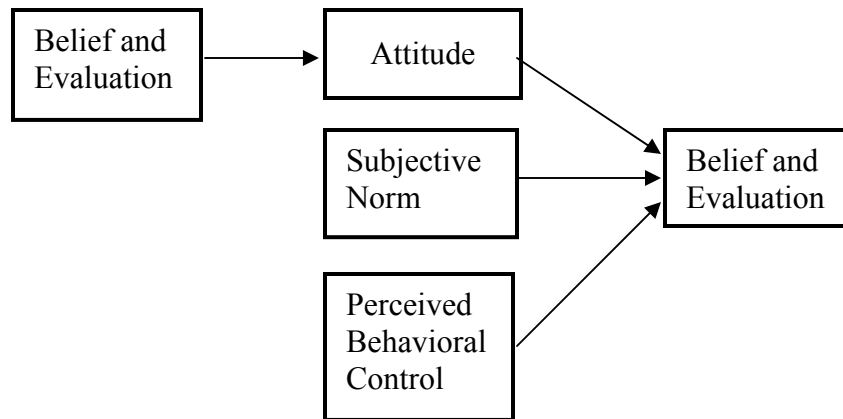 Belief and
Evaluation
Attitude
Subjective
Norm
Perceived
Behavioral
Control
Belief and
Evaluation